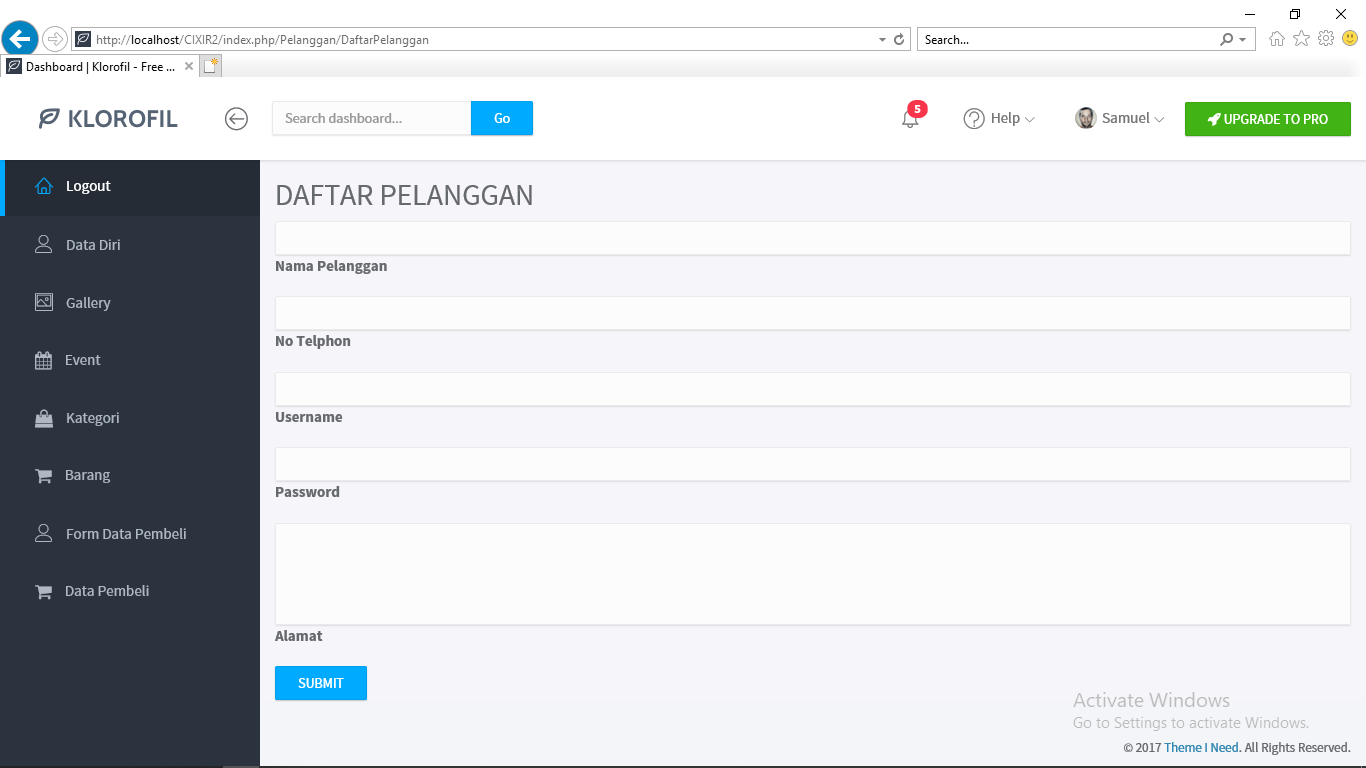 http://localhost/CIXIR2/index.php/Pelanggan/DaftarPelanggan
Search...
Dashboard | Klorofil - Free ...
KLOROFIL
Search dashboard...
Go
5
Help
Samuel
UPGRADE TO PRO
Logout
Data Diri
Gallery
Event
Kategori
Barang
Form Data Pembeli
Data Pembeli
DAFTAR PELANGGAN
Nama Pelanggan
No Telphon
Username
Password
Alamat
SUBMIT
Activate Windows
Go to Settings to activate Windows.
© 2017 Theme I Need. All Rights Reserved.